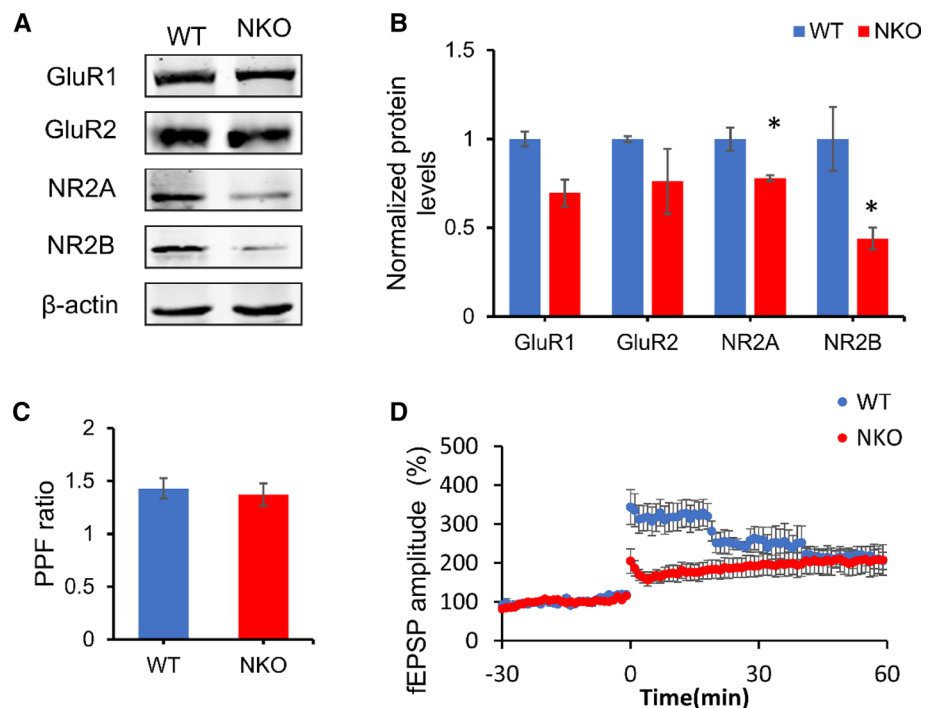 A
WT NKO
GluR1
GluR2
NR2A
NR2B
β-actin
B
WT NKO
Normalized protein
levels
1.5
1
0.5
0
* *
GluR1 GluR2 NR2A NR2B
C
PPF ratio
2
1.5
1
0.5
0
WT NKO
D
WT
NKO
fEPSP amplitude (%)
500
400
300
200
100
0
-30 0 30 60
Time(min)